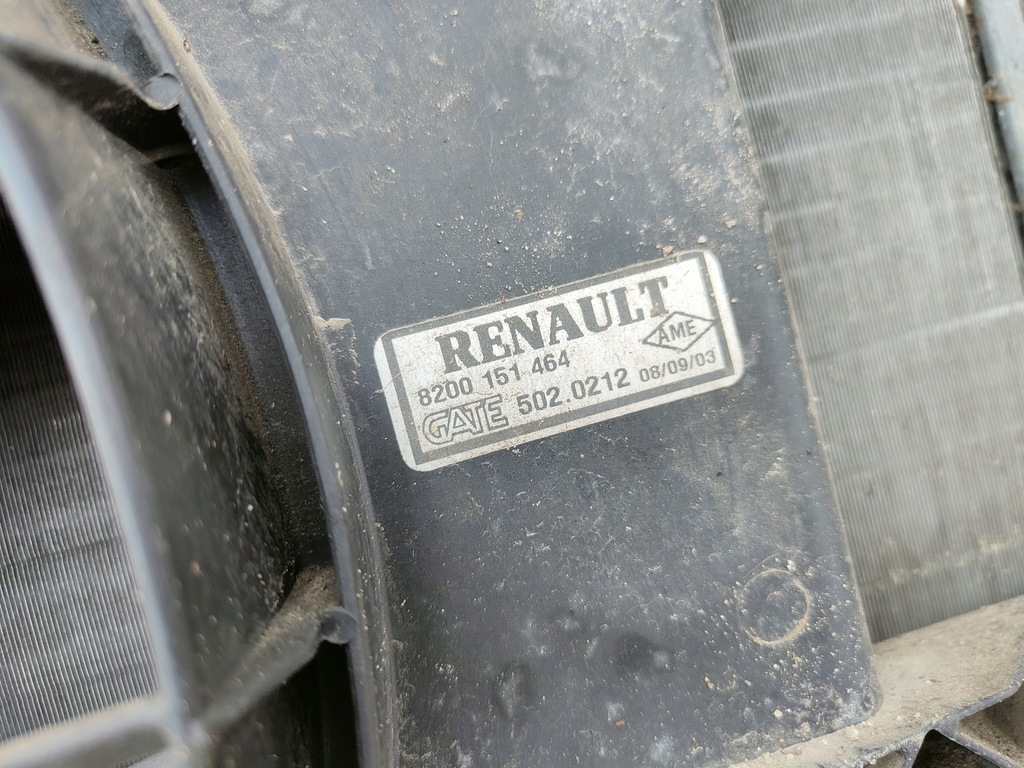 RENAULT
8200 151 464 AME
GATE 502.0212 08/09/03